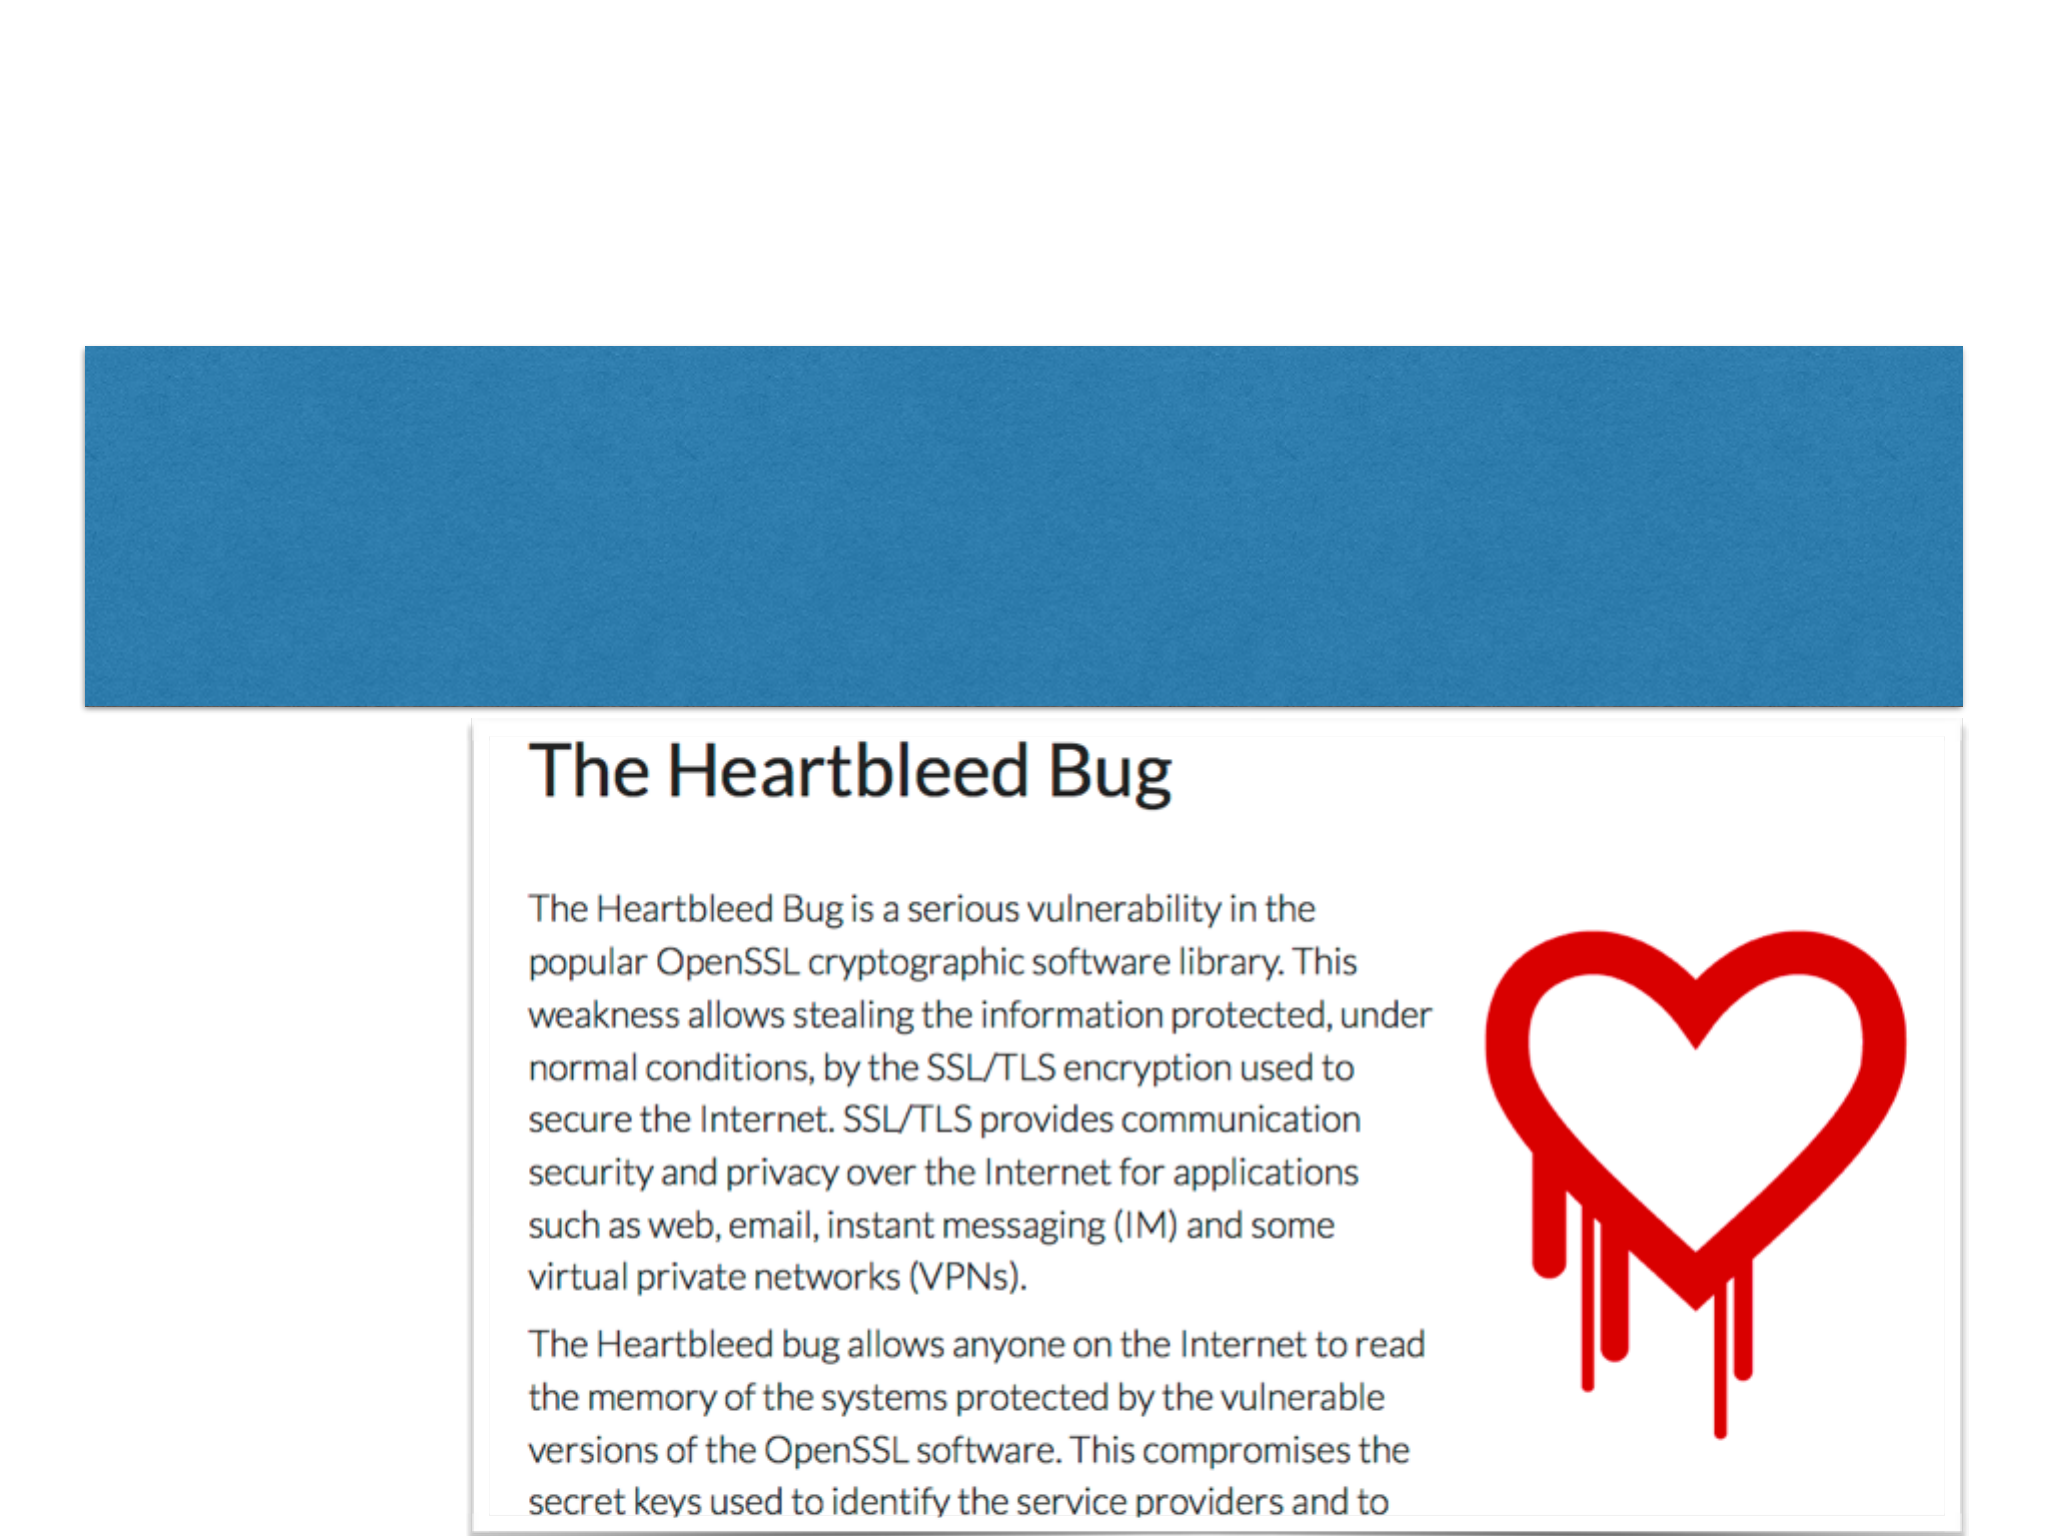 The Heartbleed Bug
The Heartbleed Bug is a serious vulnerability in the
popular OpenSSL cryptographic software library. This
weakness allows stealing the information protected, under
normal conditions, by the SSL/TLS encryption used to
secure the Internet. SSL/TLS provides communication
security and privacy over the Internet for applications
such as web, email, instant messaging (IM) and some
virtual private networks (VPNs).
The Heartbleed bug allows anyone on the Internet to read
the memory of the systems protected by the vulnerable
versions of the OpenSSL software. This compromises the
secret keys used to identify the service providers and to